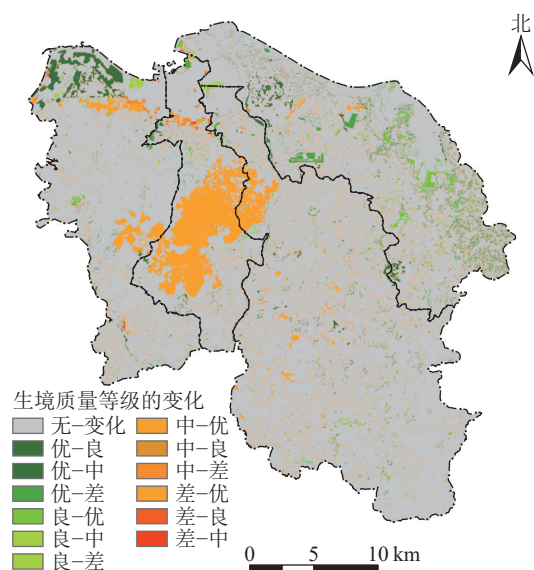 北
生境质量等级的变化
无-变化
优-良
优-中
优-差
良-优
良-中
良-差
中-优
中-良
中-差
差-优
差-良
差-中
0 5 10 km